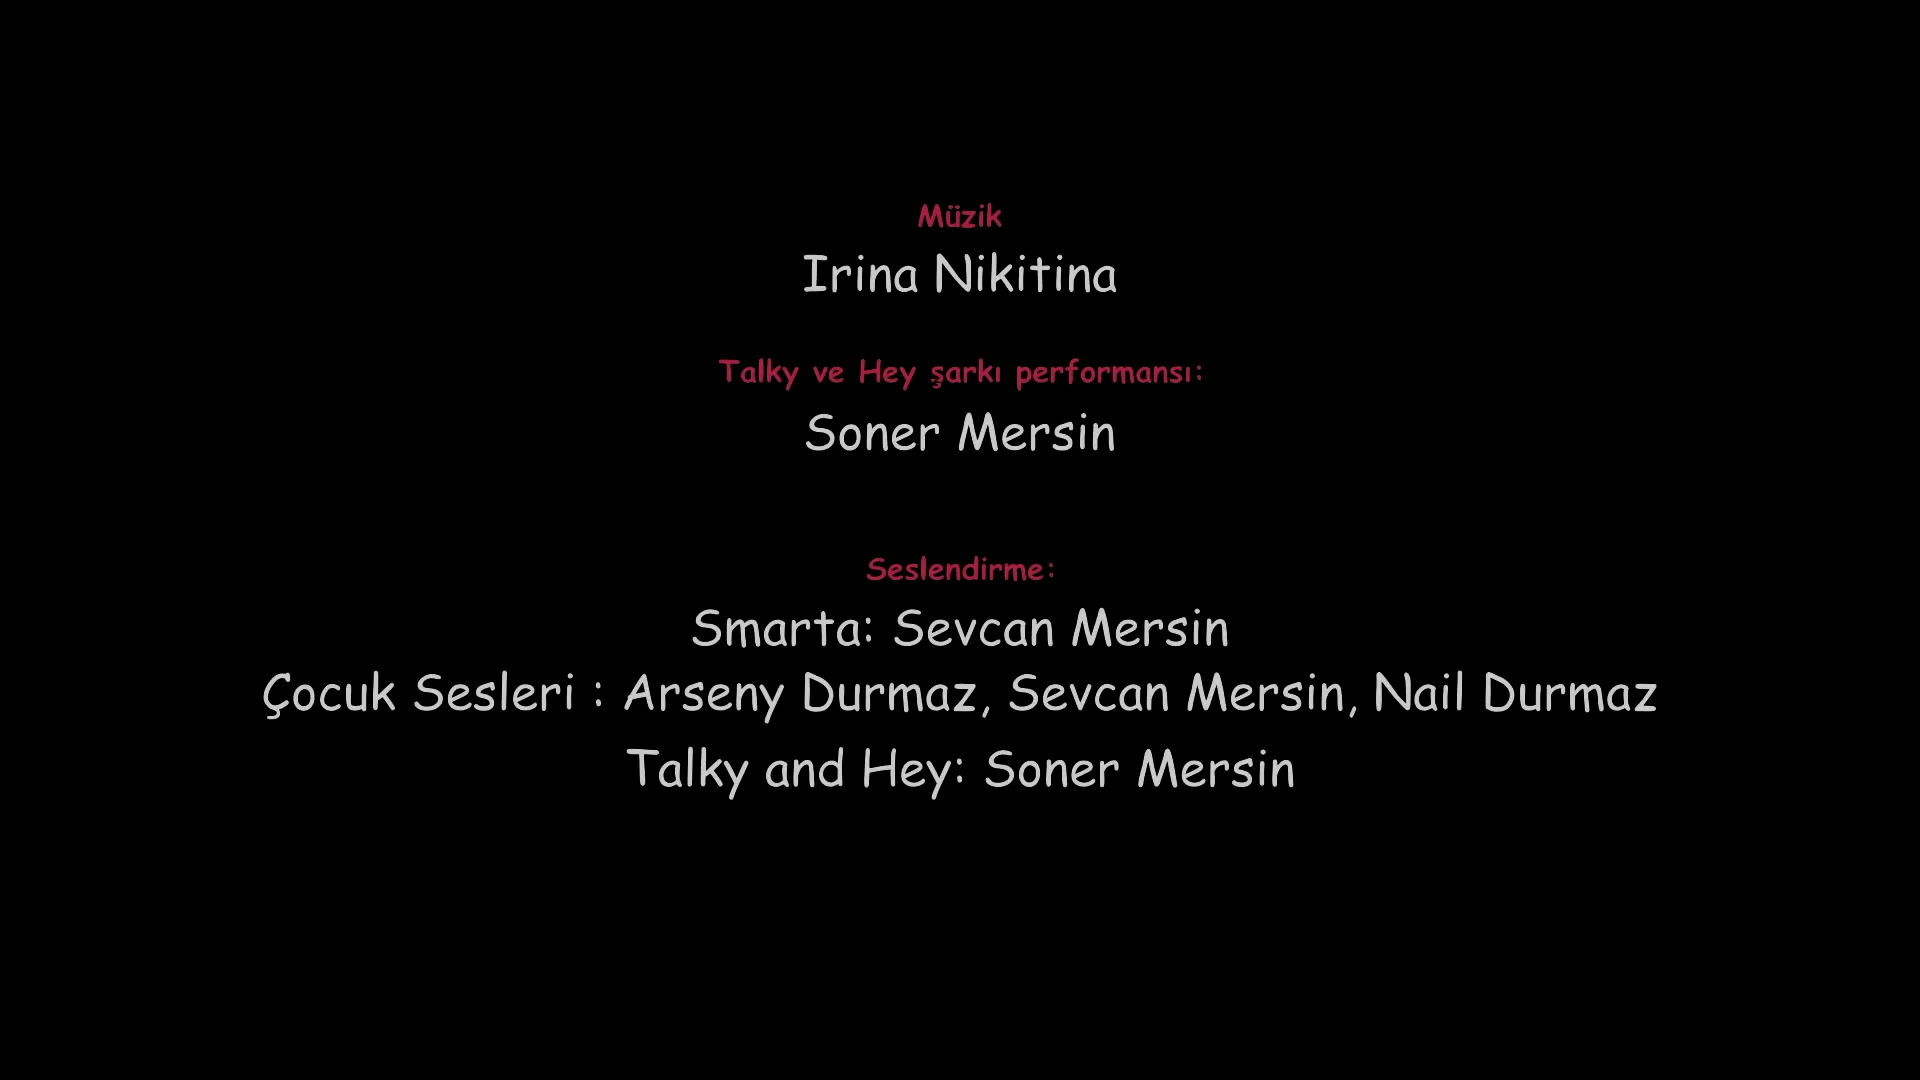 Müzik
Irina Nikitina
Talky ve Hey şarkı performansı:
Soner Mersin
Seslendirme:
Smarta: Sevcan Mersin
Çocuk Sesleri : Arseny Durmaz, Sevcan Mersin, Nail Durmaz
Talky and Hey: Soner Mersin